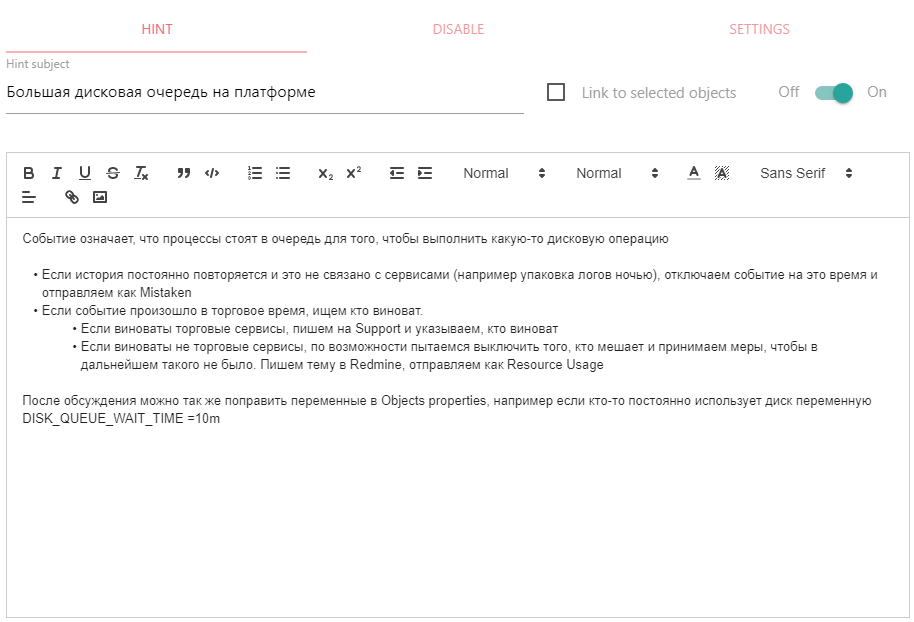 HINT
DISABLE
SETTINGS
Hint subject
Большая дисковая очередь на платформе
Link to selected objects
Off
On
Normal
Normal
Sans Serif
Событие означает, что процессы стоят в очередь для того, чтобы выполнить какую-то дисковую операцию
• Если история постоянно повторяется и это не связано с сервисами (например упаковка логов ночью), отключаем событие на это время и
отправляем как Mistaken
• Если событие произошло в торговое время, ищем кто виноват.
• Если виноваты торговые сервисы, пишем на Support и указываем, кто виноват
• Если виноваты не торговые сервисы, по возможности пытаемся выключить того, кто мешает и принимаем меры, чтобы в
дальнейшем такого не было. Пишем тему в Redmine, отправляем как Resource Usage
После обсуждения можно так же поправить переменные в Objects properties, например если кто-то постоянно использует диск переменную
DISK_QUEUE_WAIT_TIME =10m